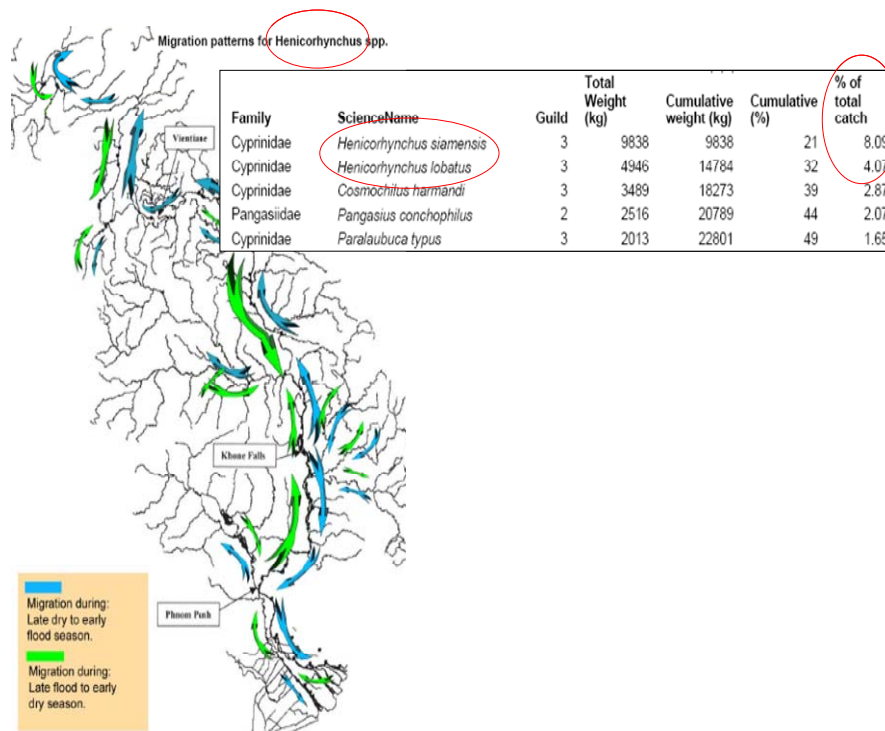 Migration patterns for Henicorhynchus spp.
Family ScienceName Guild Total Weight (kg) Cumulative weight (kg) Cumulative (%) % of total catch
Cyprinidae Henicorhynchus siamensis 3 9838 9838 21 8.09
Cyprinidae Henicorhynchus lobatus 3 4946 14784 32 4.07
Cyprinidae Cosmochilus harmandi 3 3489 18273 39 2.87
Pangasiidae Pangasius conchophilus 2 2516 20789 44 2.07
Cyprinidae Paralaubuca typus 3 2013 22801 49 1.65
Vientiane
Khone Falls
Phnom Penh
Migration during:
Late dry to early
flood season.
Migration during:
Late flood to early
dry season.